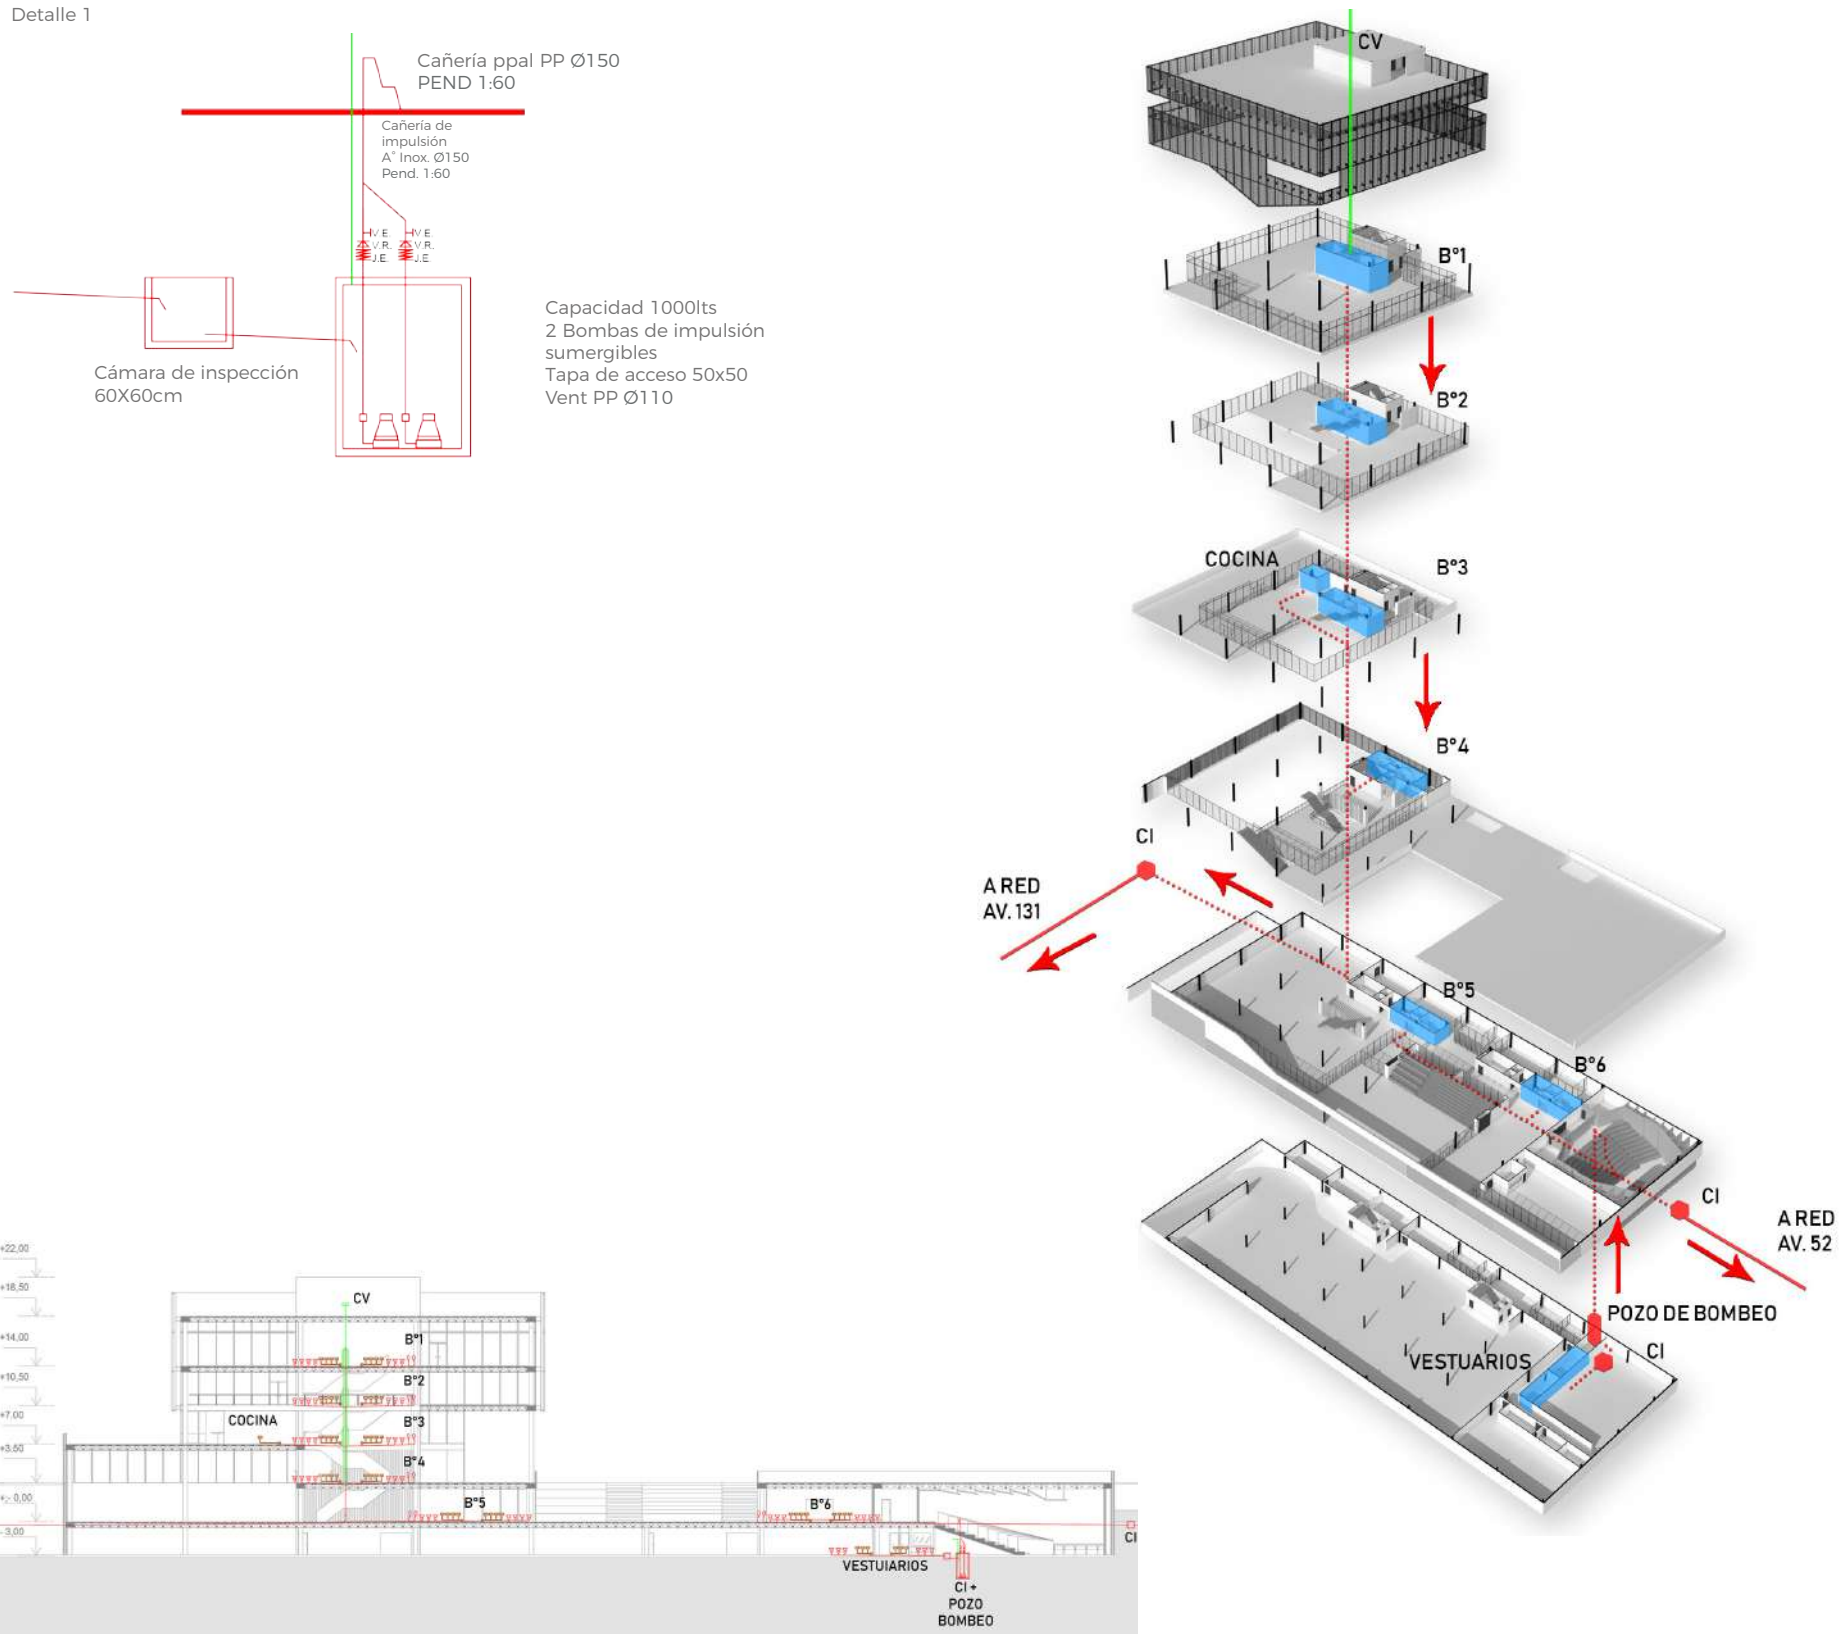 Detalle 1
Cañería ppal PP Ø150
PEND 1:60
Cañería de
impulsión
A° Inox. Ø150
Pend. 1:60
V.E. V.E.
V.R. V.R.
J.E. J.E.
Cámara de inspección
60X60cm
Capacidad 1000lts
2 Bombas de impulsión
sumergibles
Tapa de acceso 50x50
Vent PP Ø110
CV
B°1
B°2
COCINA
B°3
B°4
CI
A RED
AV. 131
B°5
B°6
CI
A RED
AV. 52
POZO DE BOMBEO
CI
VESTUARIOS
+22,00
+18,50
+14,00
+10,50
+7,00
+3,50
+- 0,00
- 3,00
CV
B°1
B°2
COCINA
B°3
B°4
B°5
B°6
CI
VESTUIARIOS
CI +
POZO
BOMBEO